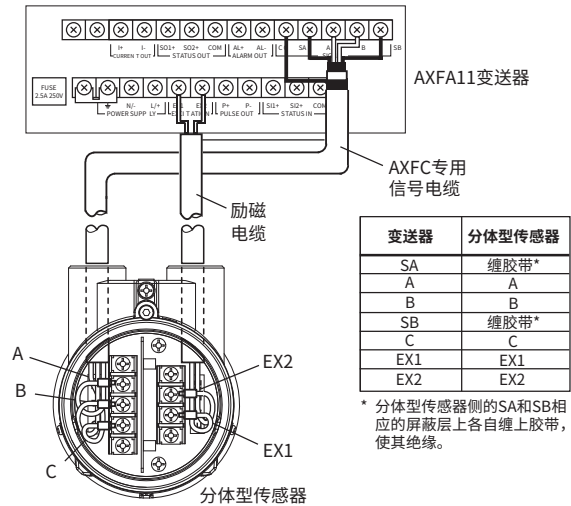 I+ I- SO1+ SO2+ COM AL+ AL- C SA A B SB
CURRENT OUT STATUS OUT ALARM OUT
FUSE
2.5A 250V
N/- L/+ EX1 EX2 P+ P- SI1+ SI2+ COM
POWER SUPPLY EXCITATION PULSE OUT STATUS IN
AXFA11变送器
AXFC专用
信号电缆
励磁
电缆
变送器 分体型传感器
SA 缠胶带*
A A
B B
SB 缠胶带*
C C
EX1 EX1
EX2 EX2
* 分体型传感器侧的SA和SB相
应的屏蔽层上各自缠上胶带，
使其绝缘。
A
B
C
EX2
EX1
分体型传感器